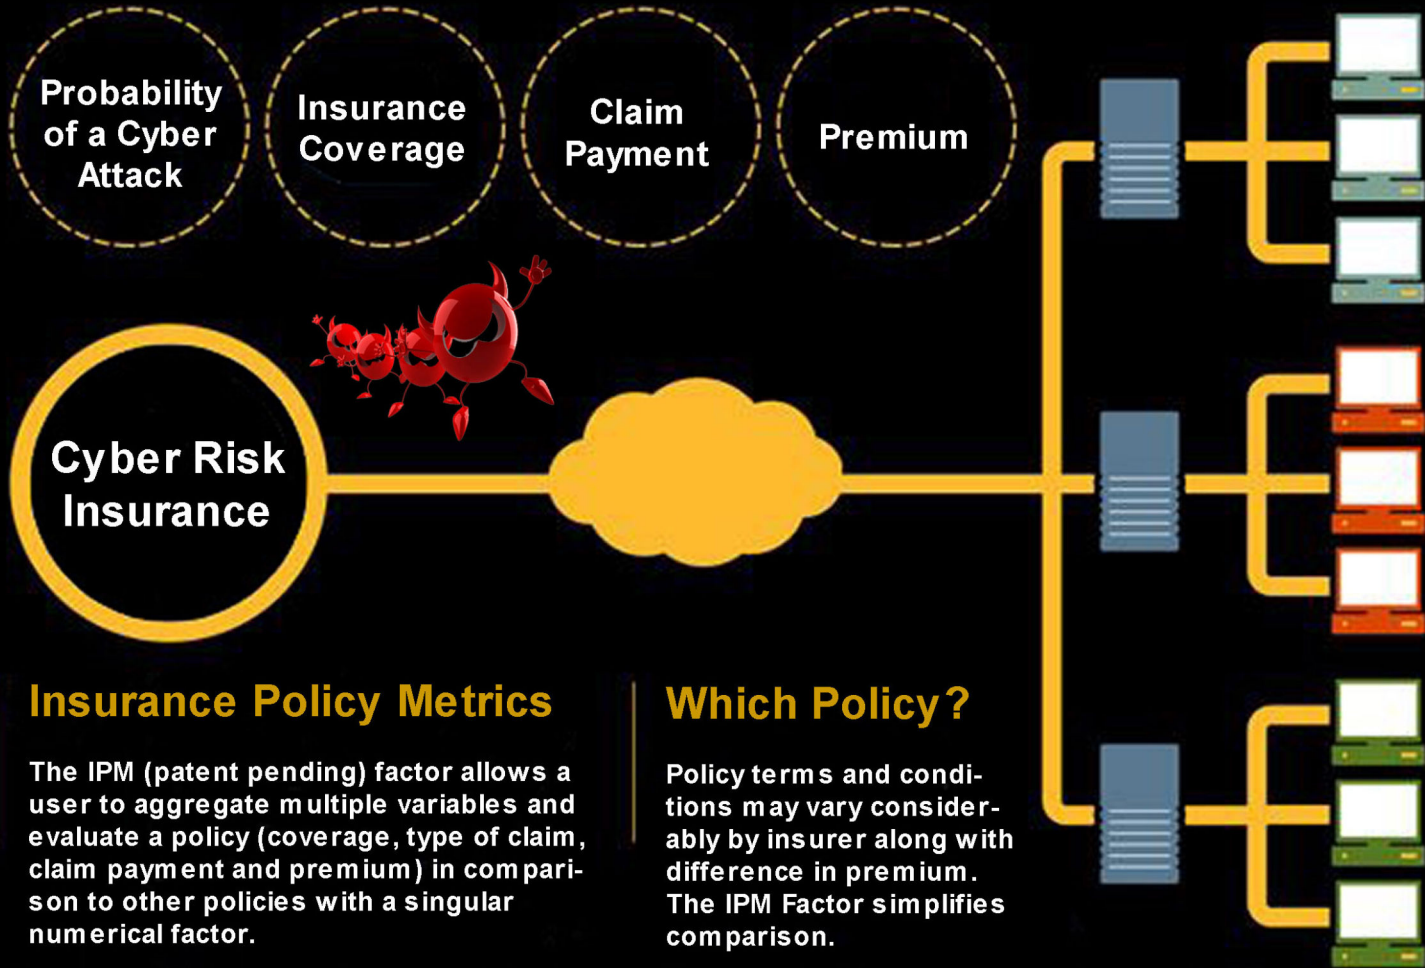 Probability
of a Cyber
Attack
Insurance
Coverage
Claim
Payment
Premium
Cyber Risk
Insurance
Insurance Policy Metrics
The IPM (patent pending) factor allows a
user to aggregate multiple variables and
evaluate a policy (coverage, type of claim,
claim payment and premium) in compari-
son to other policies with a singular
numerical factor.
Which Policy?
Policy terms and condi-
tions may vary consider-
ably by insurer along with
difference in premium.
The IPM Factor simplifies
comparison.